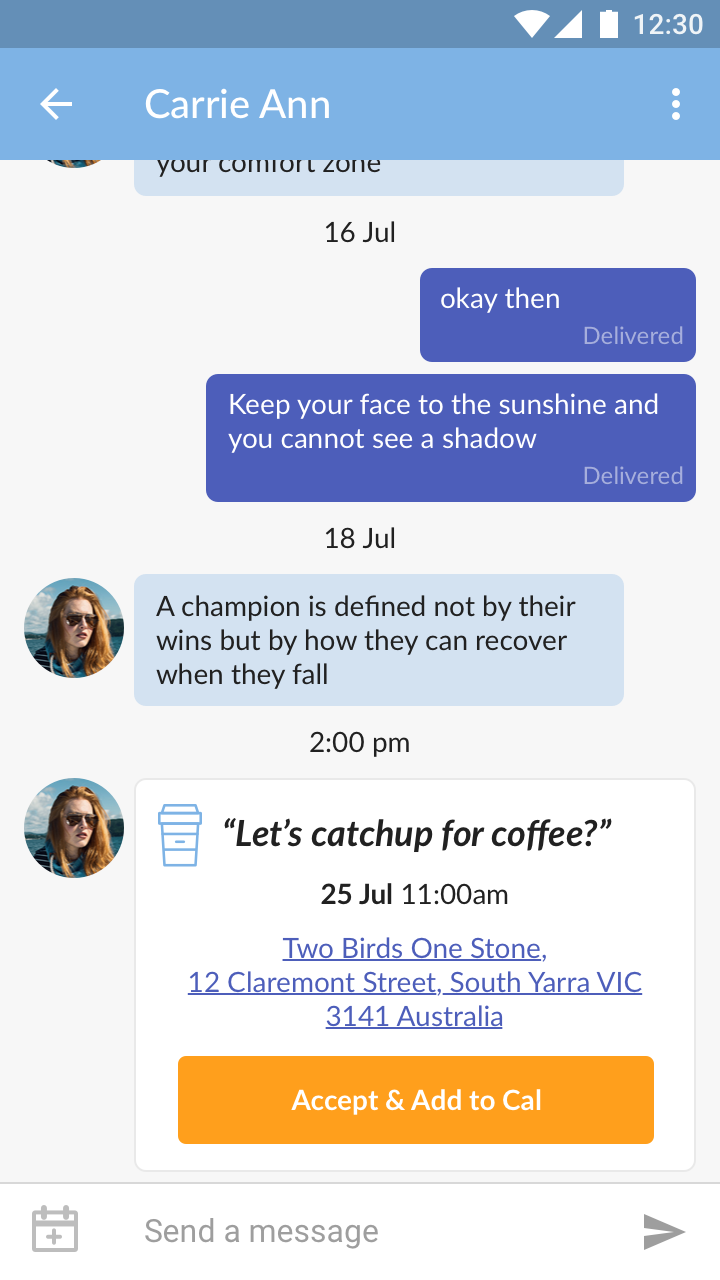 12:30
Carrie Ann
your comfort zone
16 Jul
okay then
Delivered
Keep your face to the sunshine and
you cannot see a shadow
Delivered
18 Jul
A champion is defined not by their
wins but by how they can recover
when they fall
2:00 pm
“Let’s catchup for coffee?”
25 Jul 11:00am
Two Birds One Stone,
12 Claremont Street, South Yarra VIC
3141 Australia
Accept & Add to Cal
Send a message